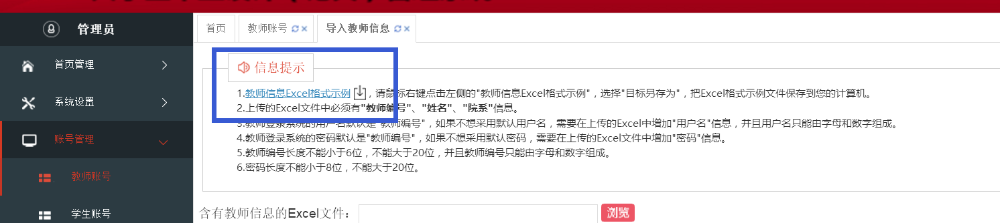 管理员
首页 教师账号 导入教师信息
首页管理
系统设置
账号管理
教师账号
学生账号
信息提示
1.教师信息Excel格式示例，请鼠标右键点击左侧的"教师信息Excel格式示例"，选择"目标另存为"，把Excel格式示例文件保存到您的计算机。
2.上传的Excel文件中必须有"教师编号"、"姓名"、"院系"信息。
3.教师登录系统的用户名默认是"教师编号"，如果不想采用默认用户名，需要在上传的Excel中增加"用户名"信息，并且用户名只能由字母和数字组成。
4.教师登录系统的密码默认是"教师编号"，如果不想采用默认密码，需要在上传的Excel文件中增加"密码"信息。
5.教师编号长度不能小于6位，不能大于20位，并且教师编号只能由字母和数字组成。
6.密码长度不能小于8位，不能大于20位。
含有教师信息的Excel文件： 浏览